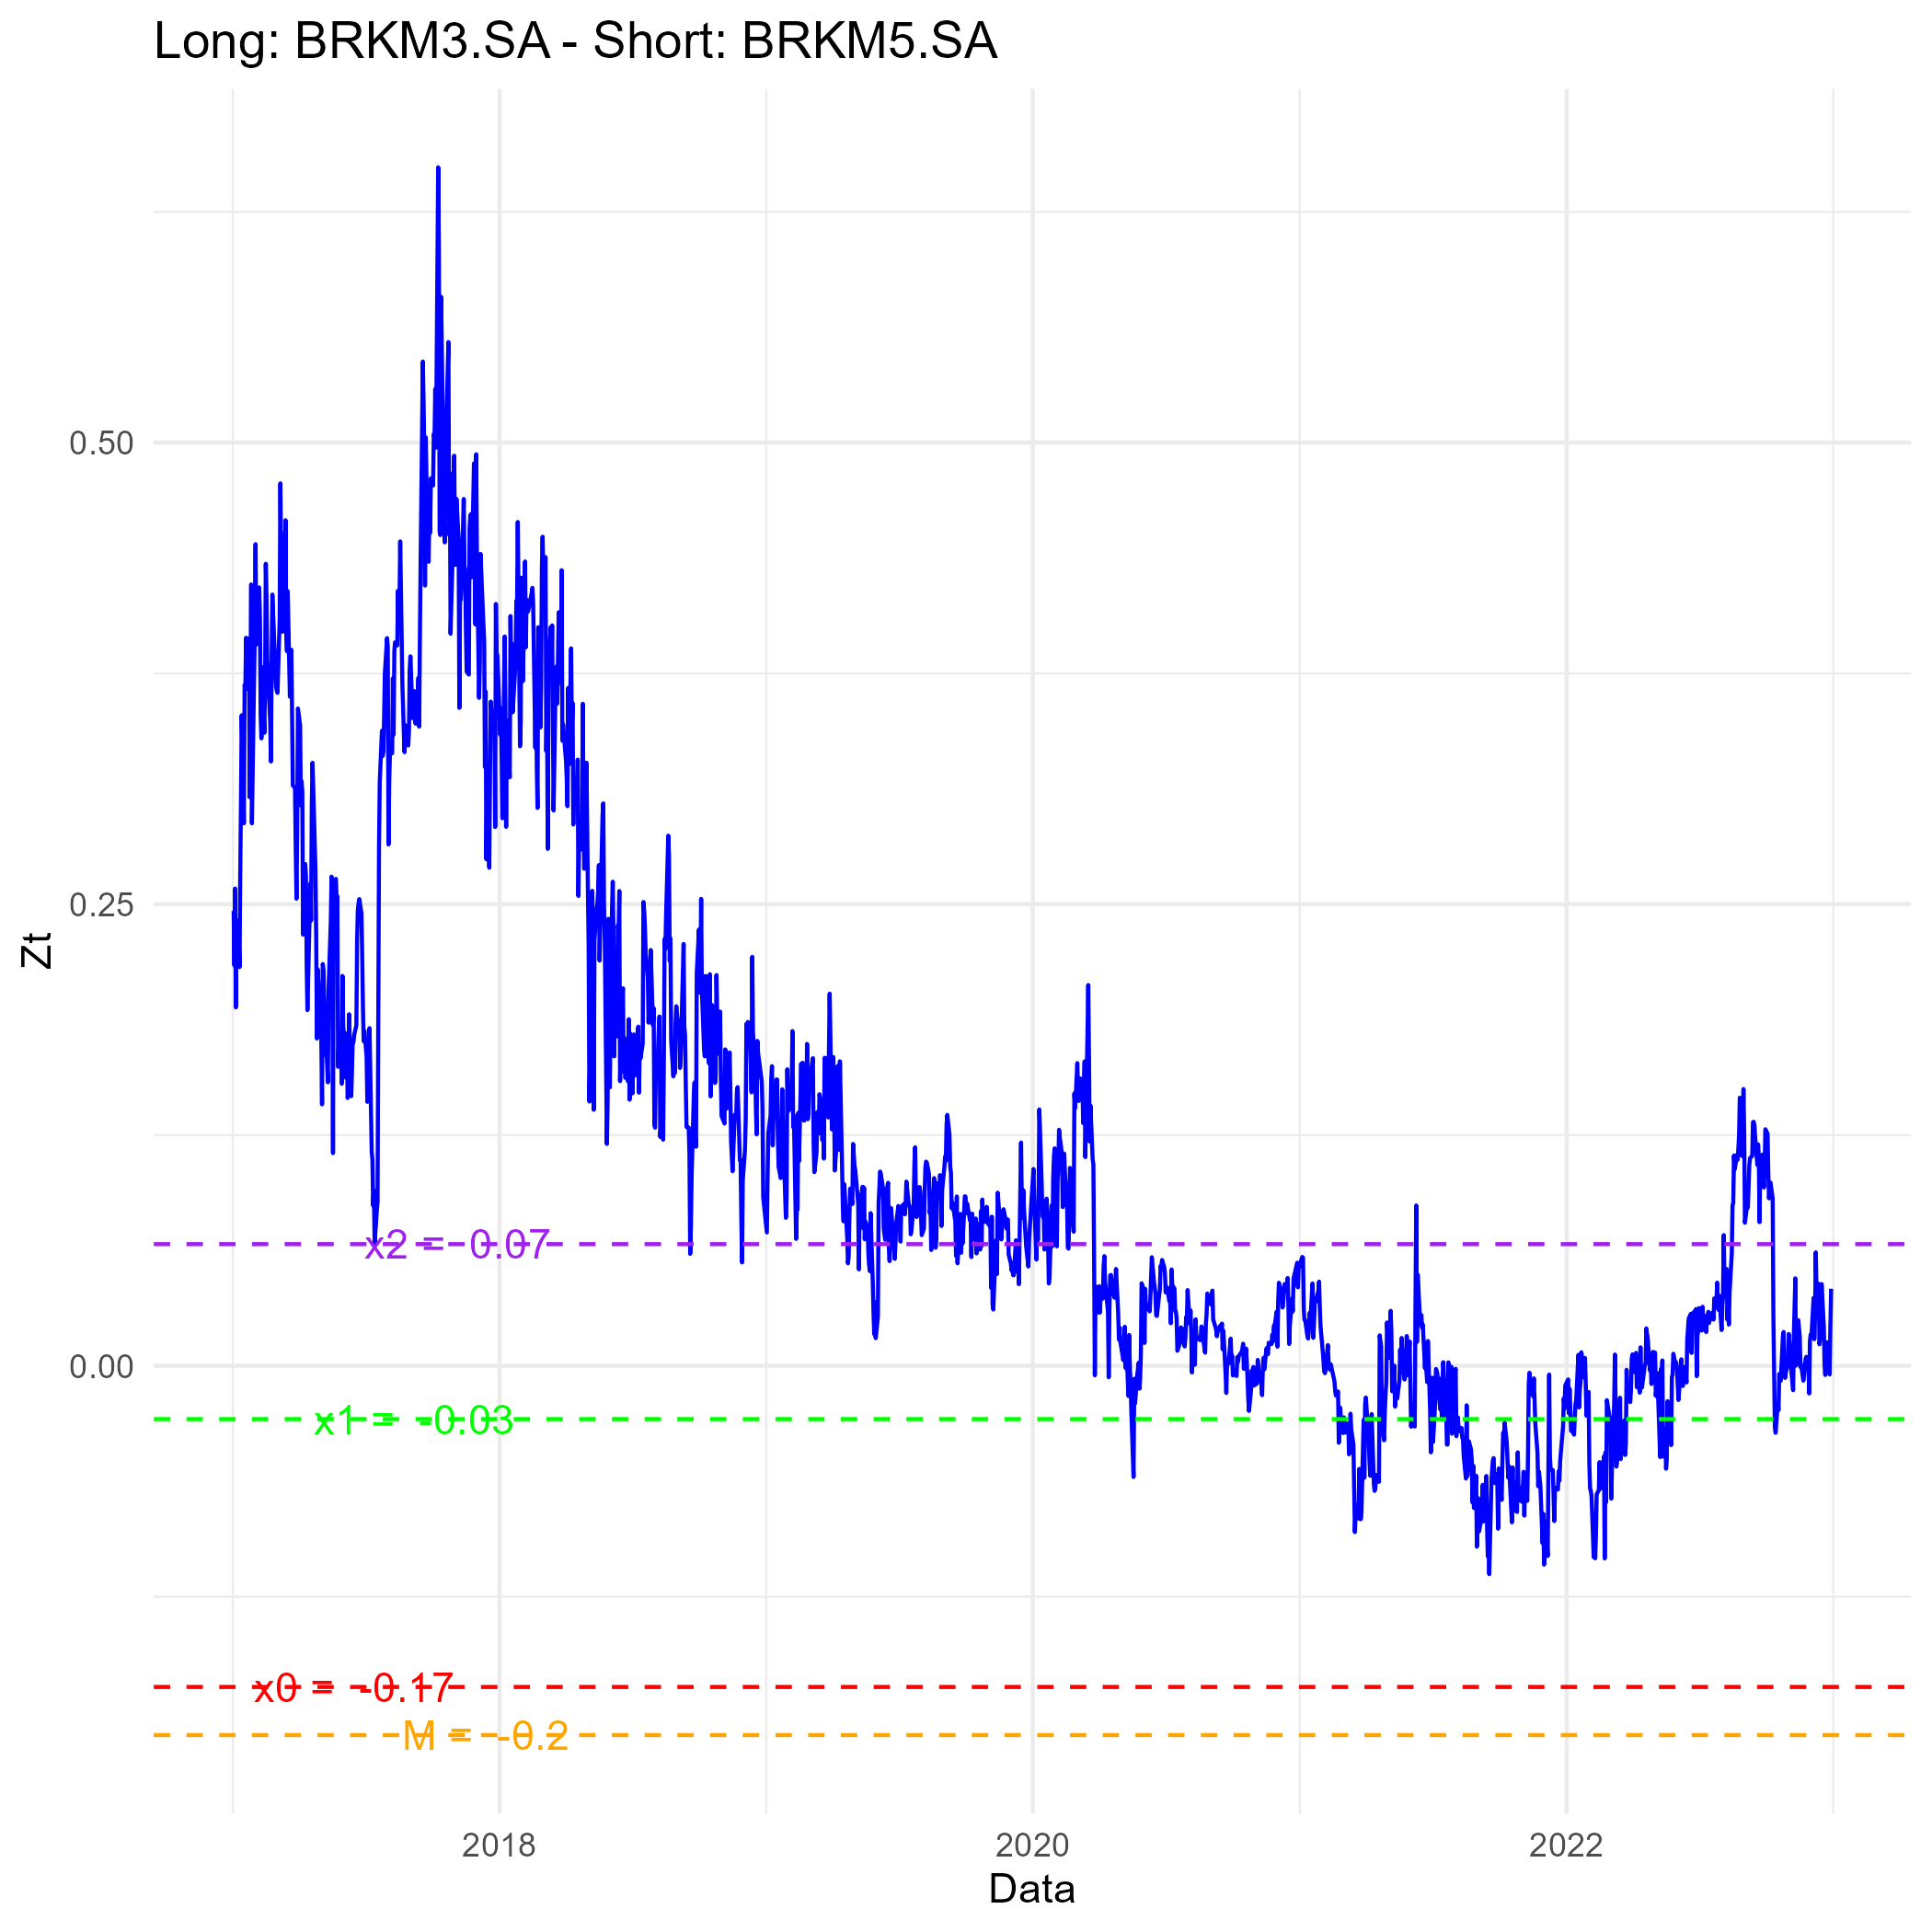 Long: BRKM3.SA - Short: BRKM5.SA
Zt
0.50
0.25
0.00
x2 = 0.07
x1 = -0.03
x0 = -0.17
M = -0.2
2018
2020
2022
Data